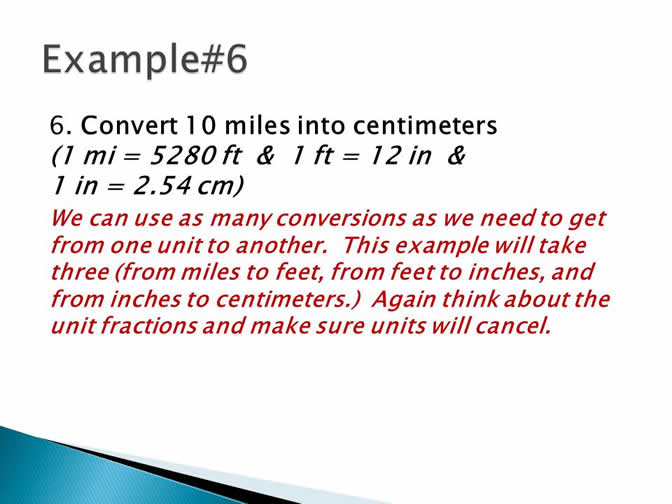 Example#6
6. Convert 10 miles into centimeters
(1 mi = 5280 ft & 1 ft = 12 in &
1 in = 2.54 cm)
We can use as many conversions as we need to get
from one unit to another. This example will take
three (from miles to feet, from feet to inches, and
from inches to centimeters.) Again think about the
unit fractions and make sure units will cancel.